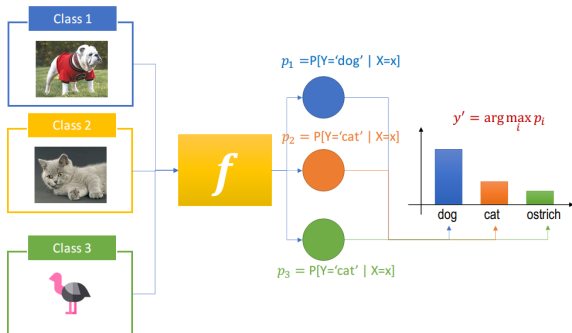 Class 1
Class 2
Class 3
f
p₁ =P[Y='dog' | X=x]
p₂ = P[Y='cat' | X=x]
p₃ = P[Y='cat' | X=x]
y′ = arg max pᵢ
i
dog cat ostrich